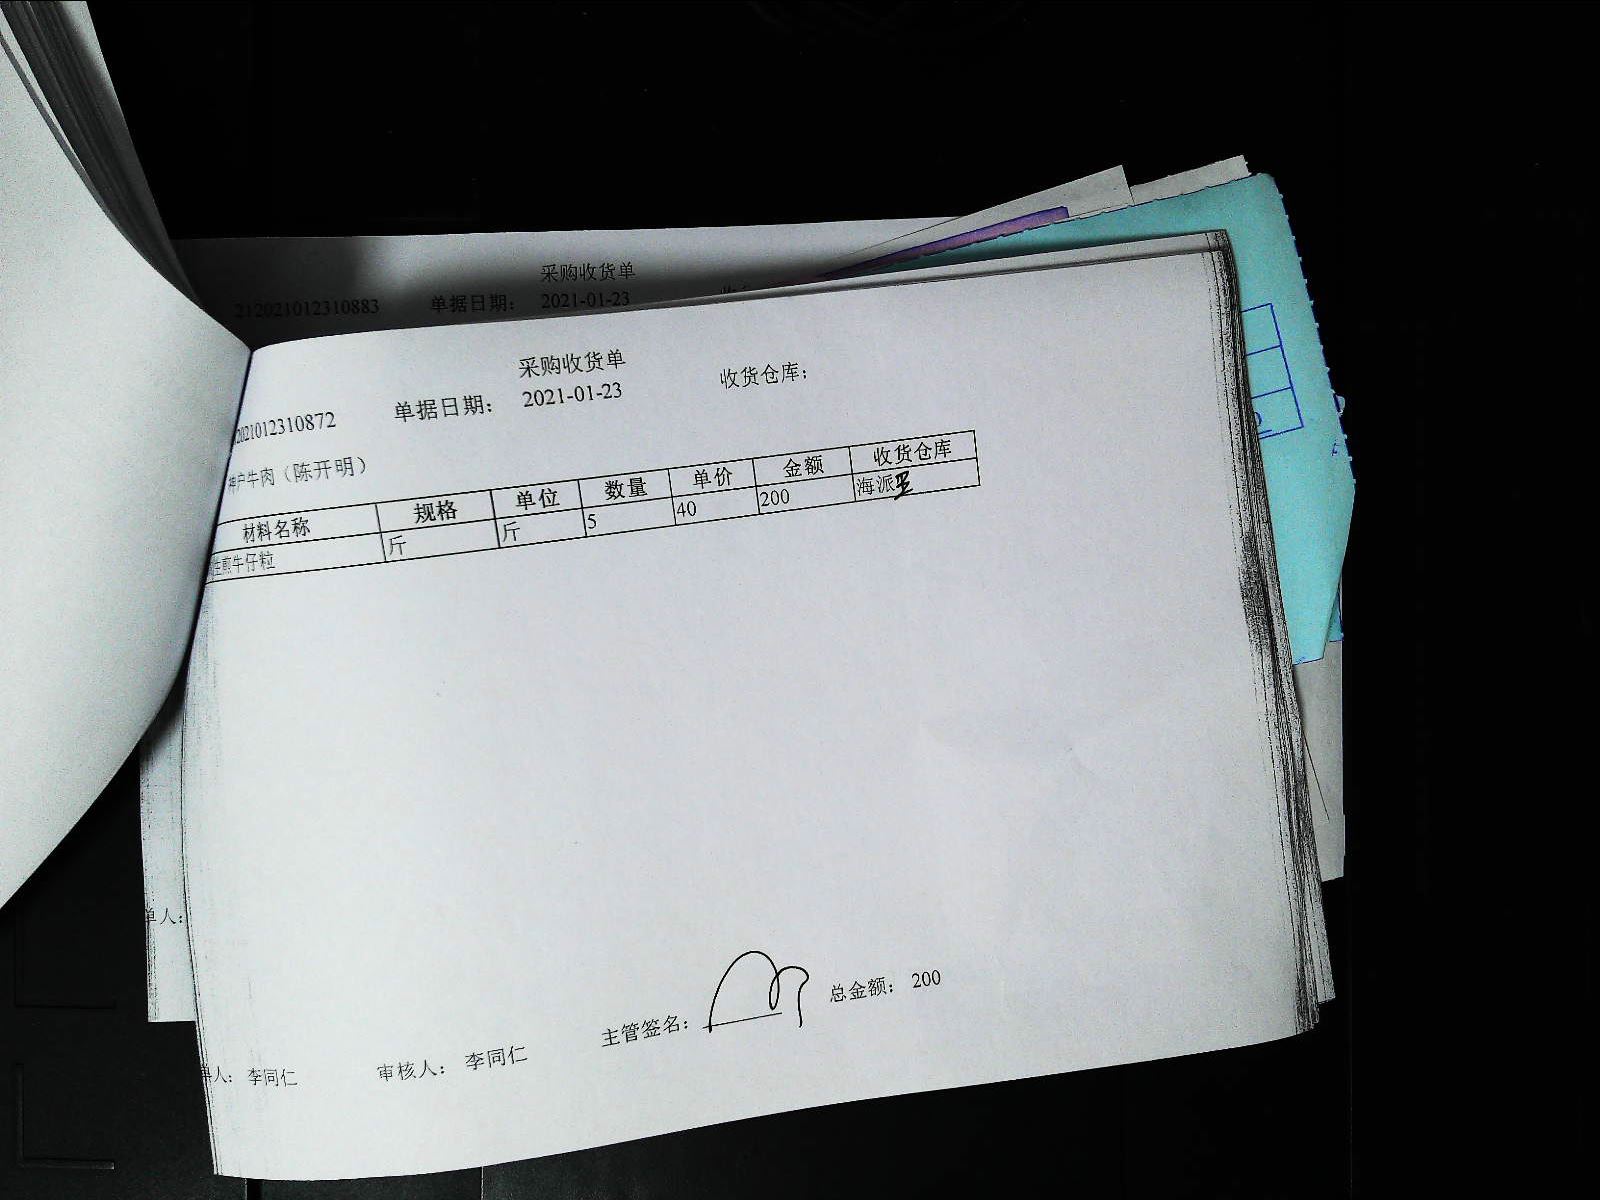 采购收货单
212021012310883 单据日期： 2021-01-23
采购收货单
2021012310872 单据日期： 2021-01-23 收货仓库：
神户牛肉（陈开明）
材料名称 规格 单位 数量 单价 金额 收货仓库
生煎牛仔粒 斤 斤 5 40 200 海派
单人：
主管签名： 总金额： 200
单人： 李同仁 审核人： 李同仁